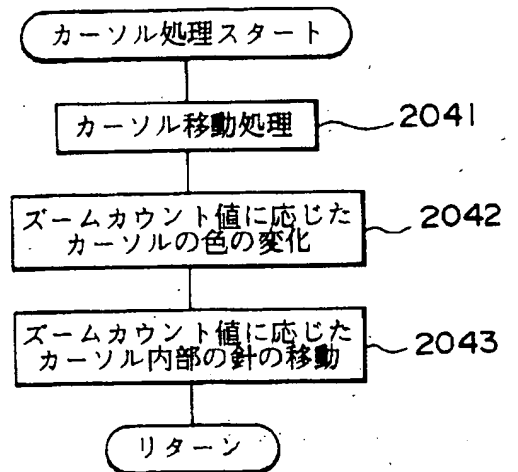 カーソル処理スタート
カーソル移動処理
2041
ズームカウント値に応じた
カーソルの色の変化
2042
ズームカウント値に応じた
カーソル内部の針の移動
2043
リターン